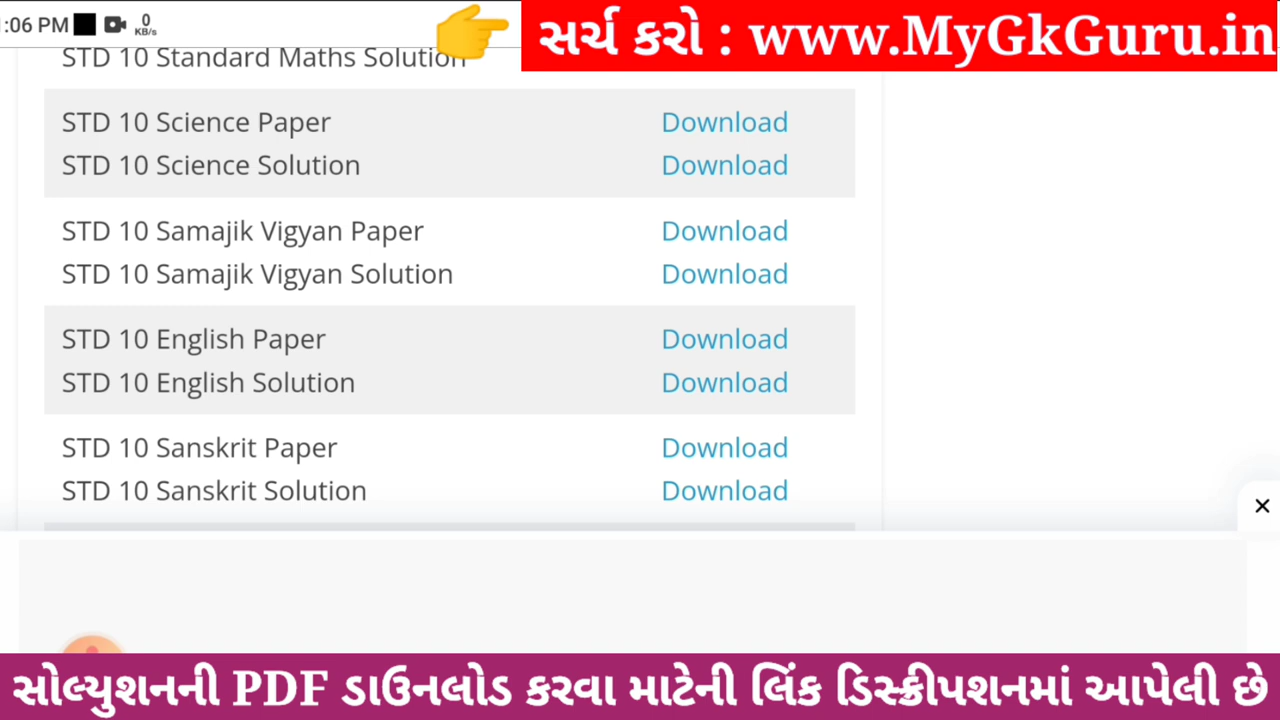 :06 PM 0 KB/s
👉 સર્ચ કરો : www.MyGkGuru.in
STD 10 Standard Maths Solution
STD 10 Science Paper Download
STD 10 Science Solution Download
STD 10 Samajik Vigyan Paper Download
STD 10 Samajik Vigyan Solution Download
STD 10 English Paper Download
STD 10 English Solution Download
STD 10 Sanskrit Paper Download
STD 10 Sanskrit Solution Download
×
સોલ્યુશનની PDF ડાઉનલોડ કરવા માટેની લિંક ડિસ્ક્રીપશનમાં આપેલી છે